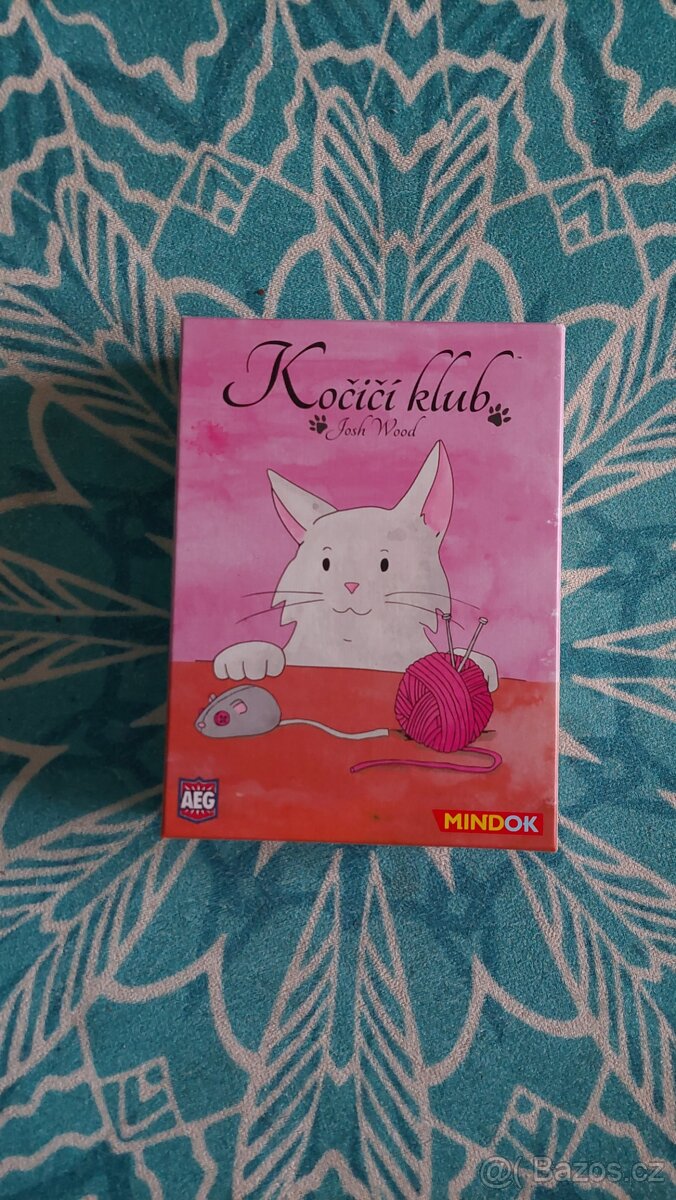 Kočičí klub™
Josh Wood
AEG
MINDOK
@( Bazos.cz